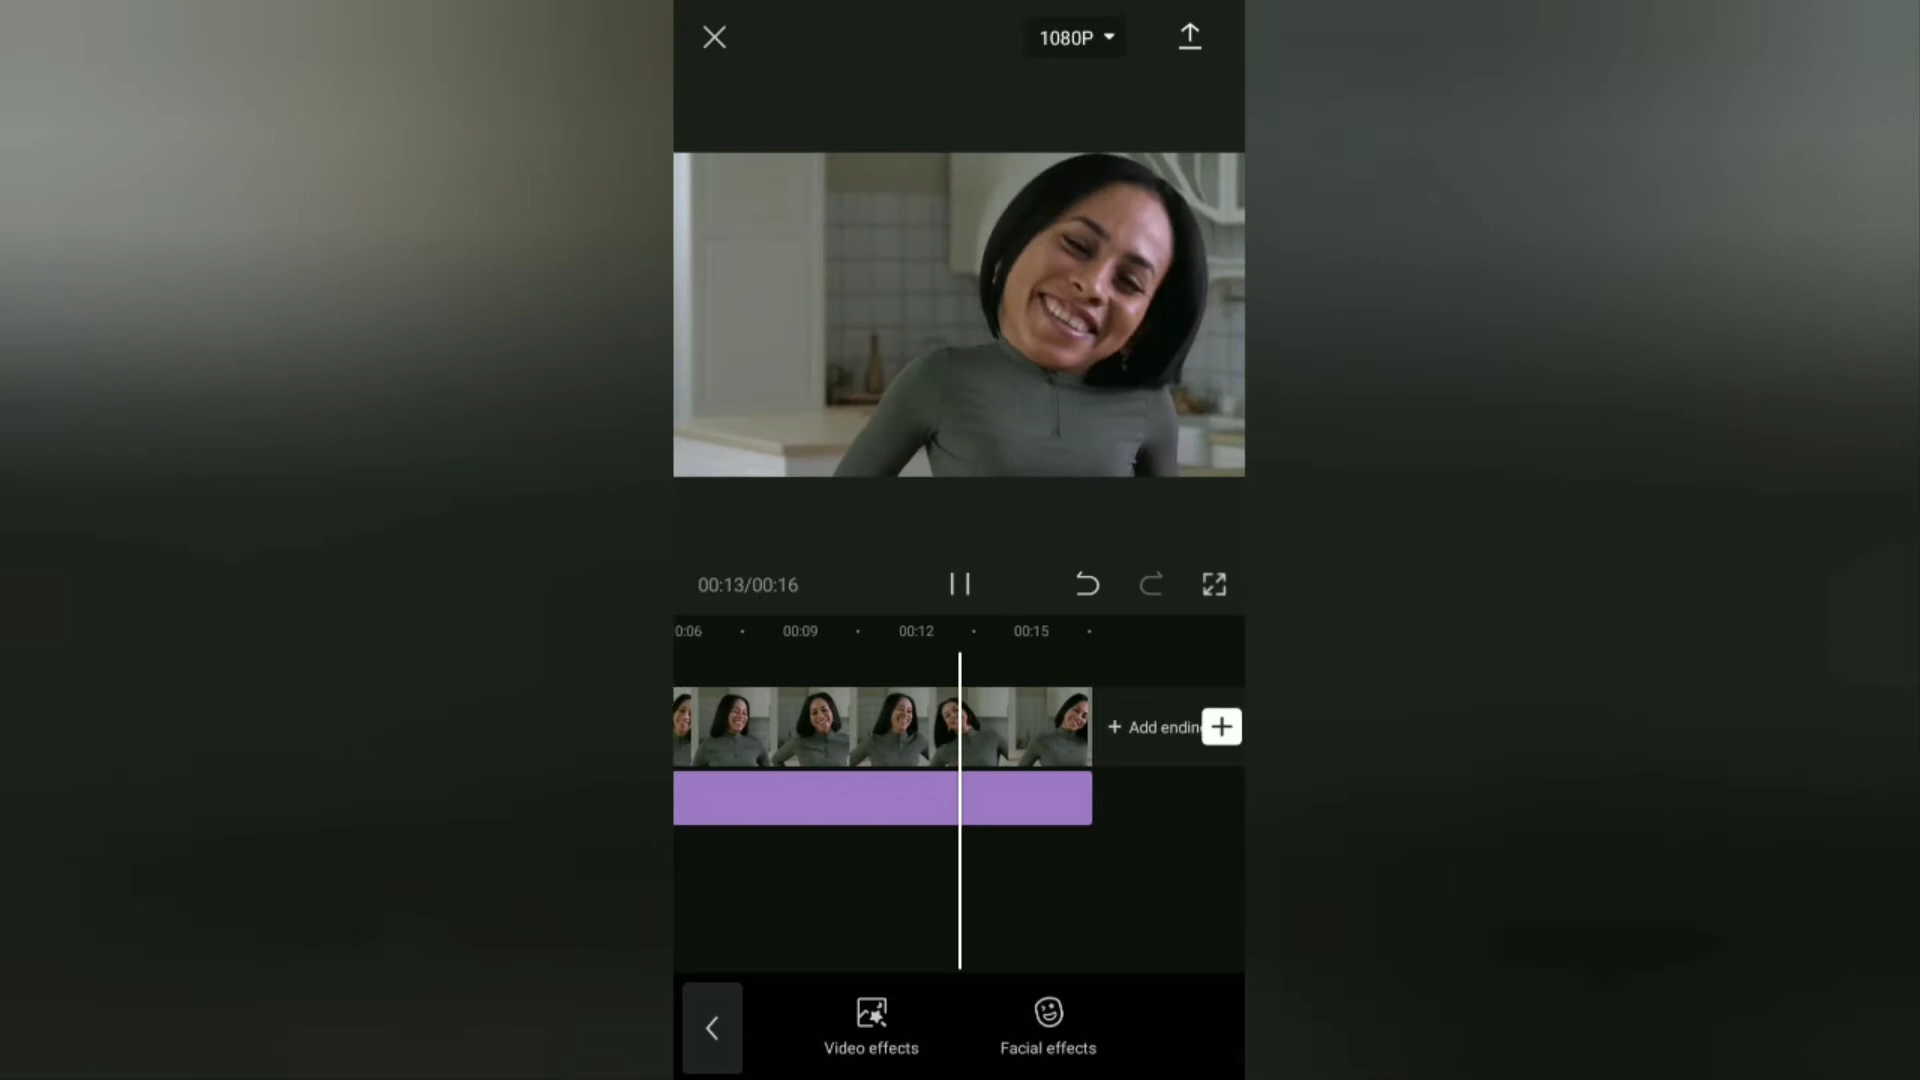 1080P
00:13/00:16
0:06
00:09
00:12
00:15
+ Add endin
Video effects
Facial effects